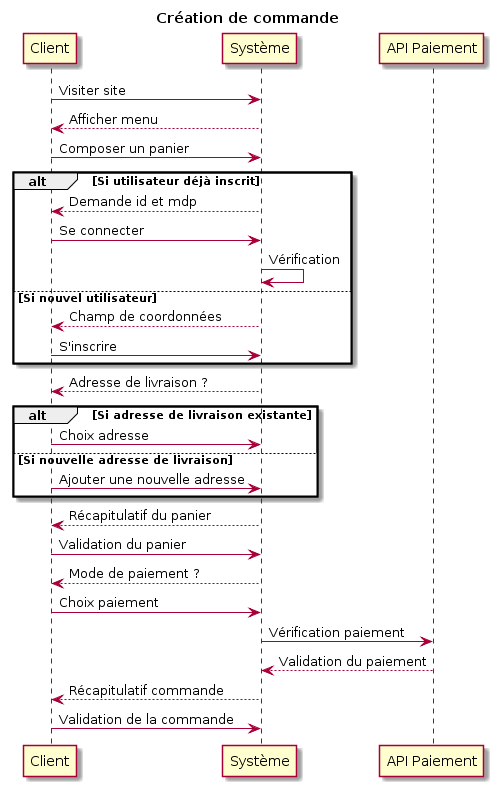 Création de commande
Client Système API Paiement
Visiter site
Afficher menu
Composer un panier
alt [Si utilisateur déjà inscrit]
Demande id et mdp
Se connecter
Vérification
[Si nouvel utilisateur]
Champ de coordonnées
S'inscrire
Adresse de livraison ?
alt [Si adresse de livraison existante]
Choix adresse
[Si nouvelle adresse de livraison]
Ajouter une nouvelle adresse
Récapitulatif du panier
Validation du panier
Mode de paiement ?
Choix paiement
Vérification paiement
Validation du paiement
Récapitulatif commande
Validation de la commande
Client Système API Paiement